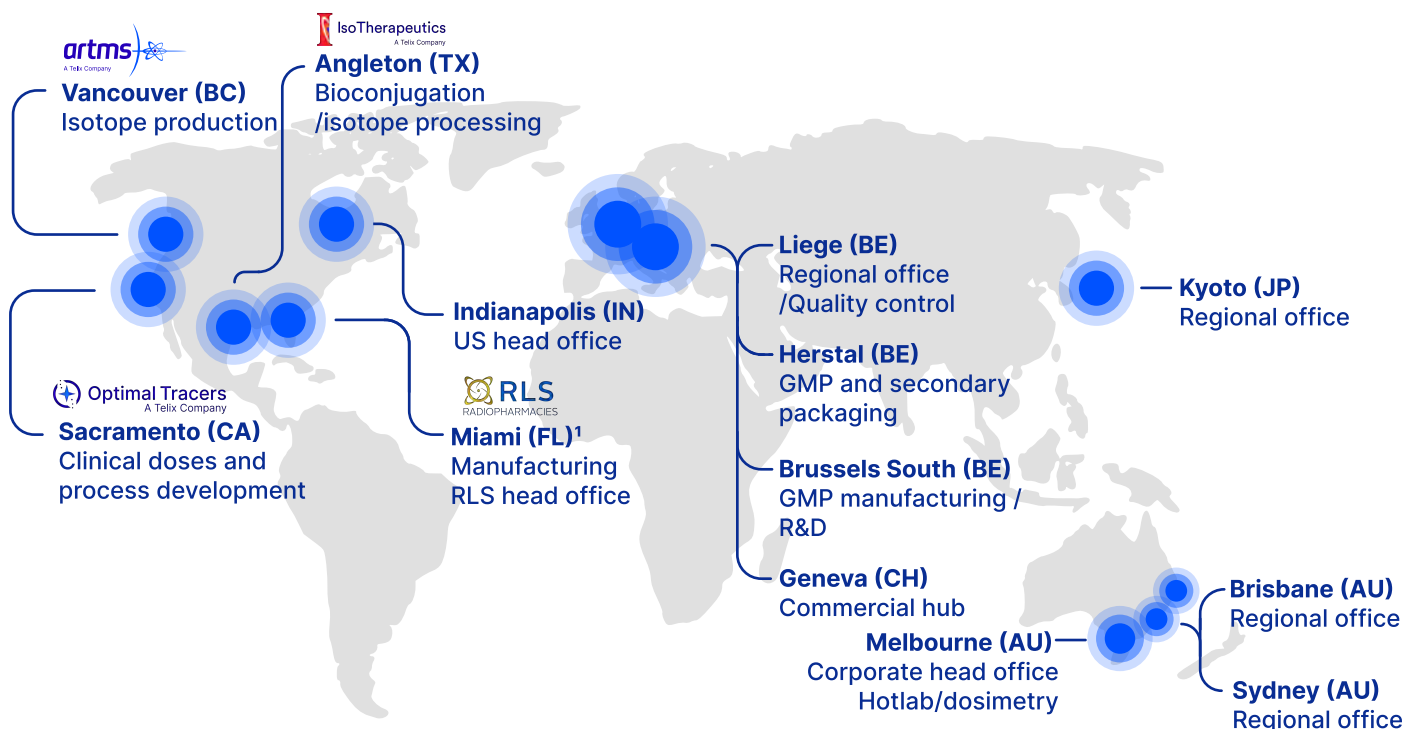 artms
A Telix Company
Vancouver (BC)
Isotope production
IsoTherapeutics
A Telix Company
Angleton (TX)
Bioconjugation
/isotope processing
Indianapolis (IN)
US head office
RLS
RADIOPHARMACIES
Miami (FL)¹
Manufacturing
RLS head office
Optimal Tracers
A Telix Company
Sacramento (CA)
Clinical doses and
process development
Liege (BE)
Regional office
/Quality control
Herstal (BE)
GMP and secondary
packaging
Brussels South (BE)
GMP manufacturing /
R&D
Geneva (CH)
Commercial hub
Kyoto (JP)
Regional office
Melbourne (AU)
Corporate head office
Hotlab/dosimetry
Brisbane (AU)
Regional office
Sydney (AU)
Regional office